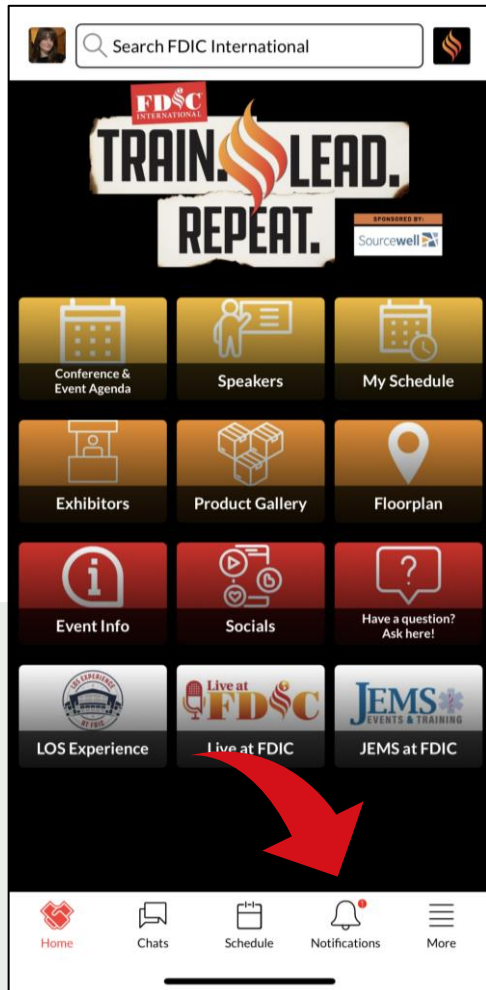 Search FDIC International
FDIC
INTERNATIONAL
TRAIN. LEAD.
REPEAT.
SPONSORED BY:
Sourcewell
Conference &
Event Agenda
Speakers
My Schedule
Exhibitors
Product Gallery
Floorplan
Event Info
Socials
Have a question?
Ask here!
LOS EXPERIENCE
AT FDIC
LOS Experience
Live at
FDIC
Live at FDIC
JEMS
EVENTS & TRAINING
JEMS at FDIC
Home
Chats
Schedule
Notifications
More